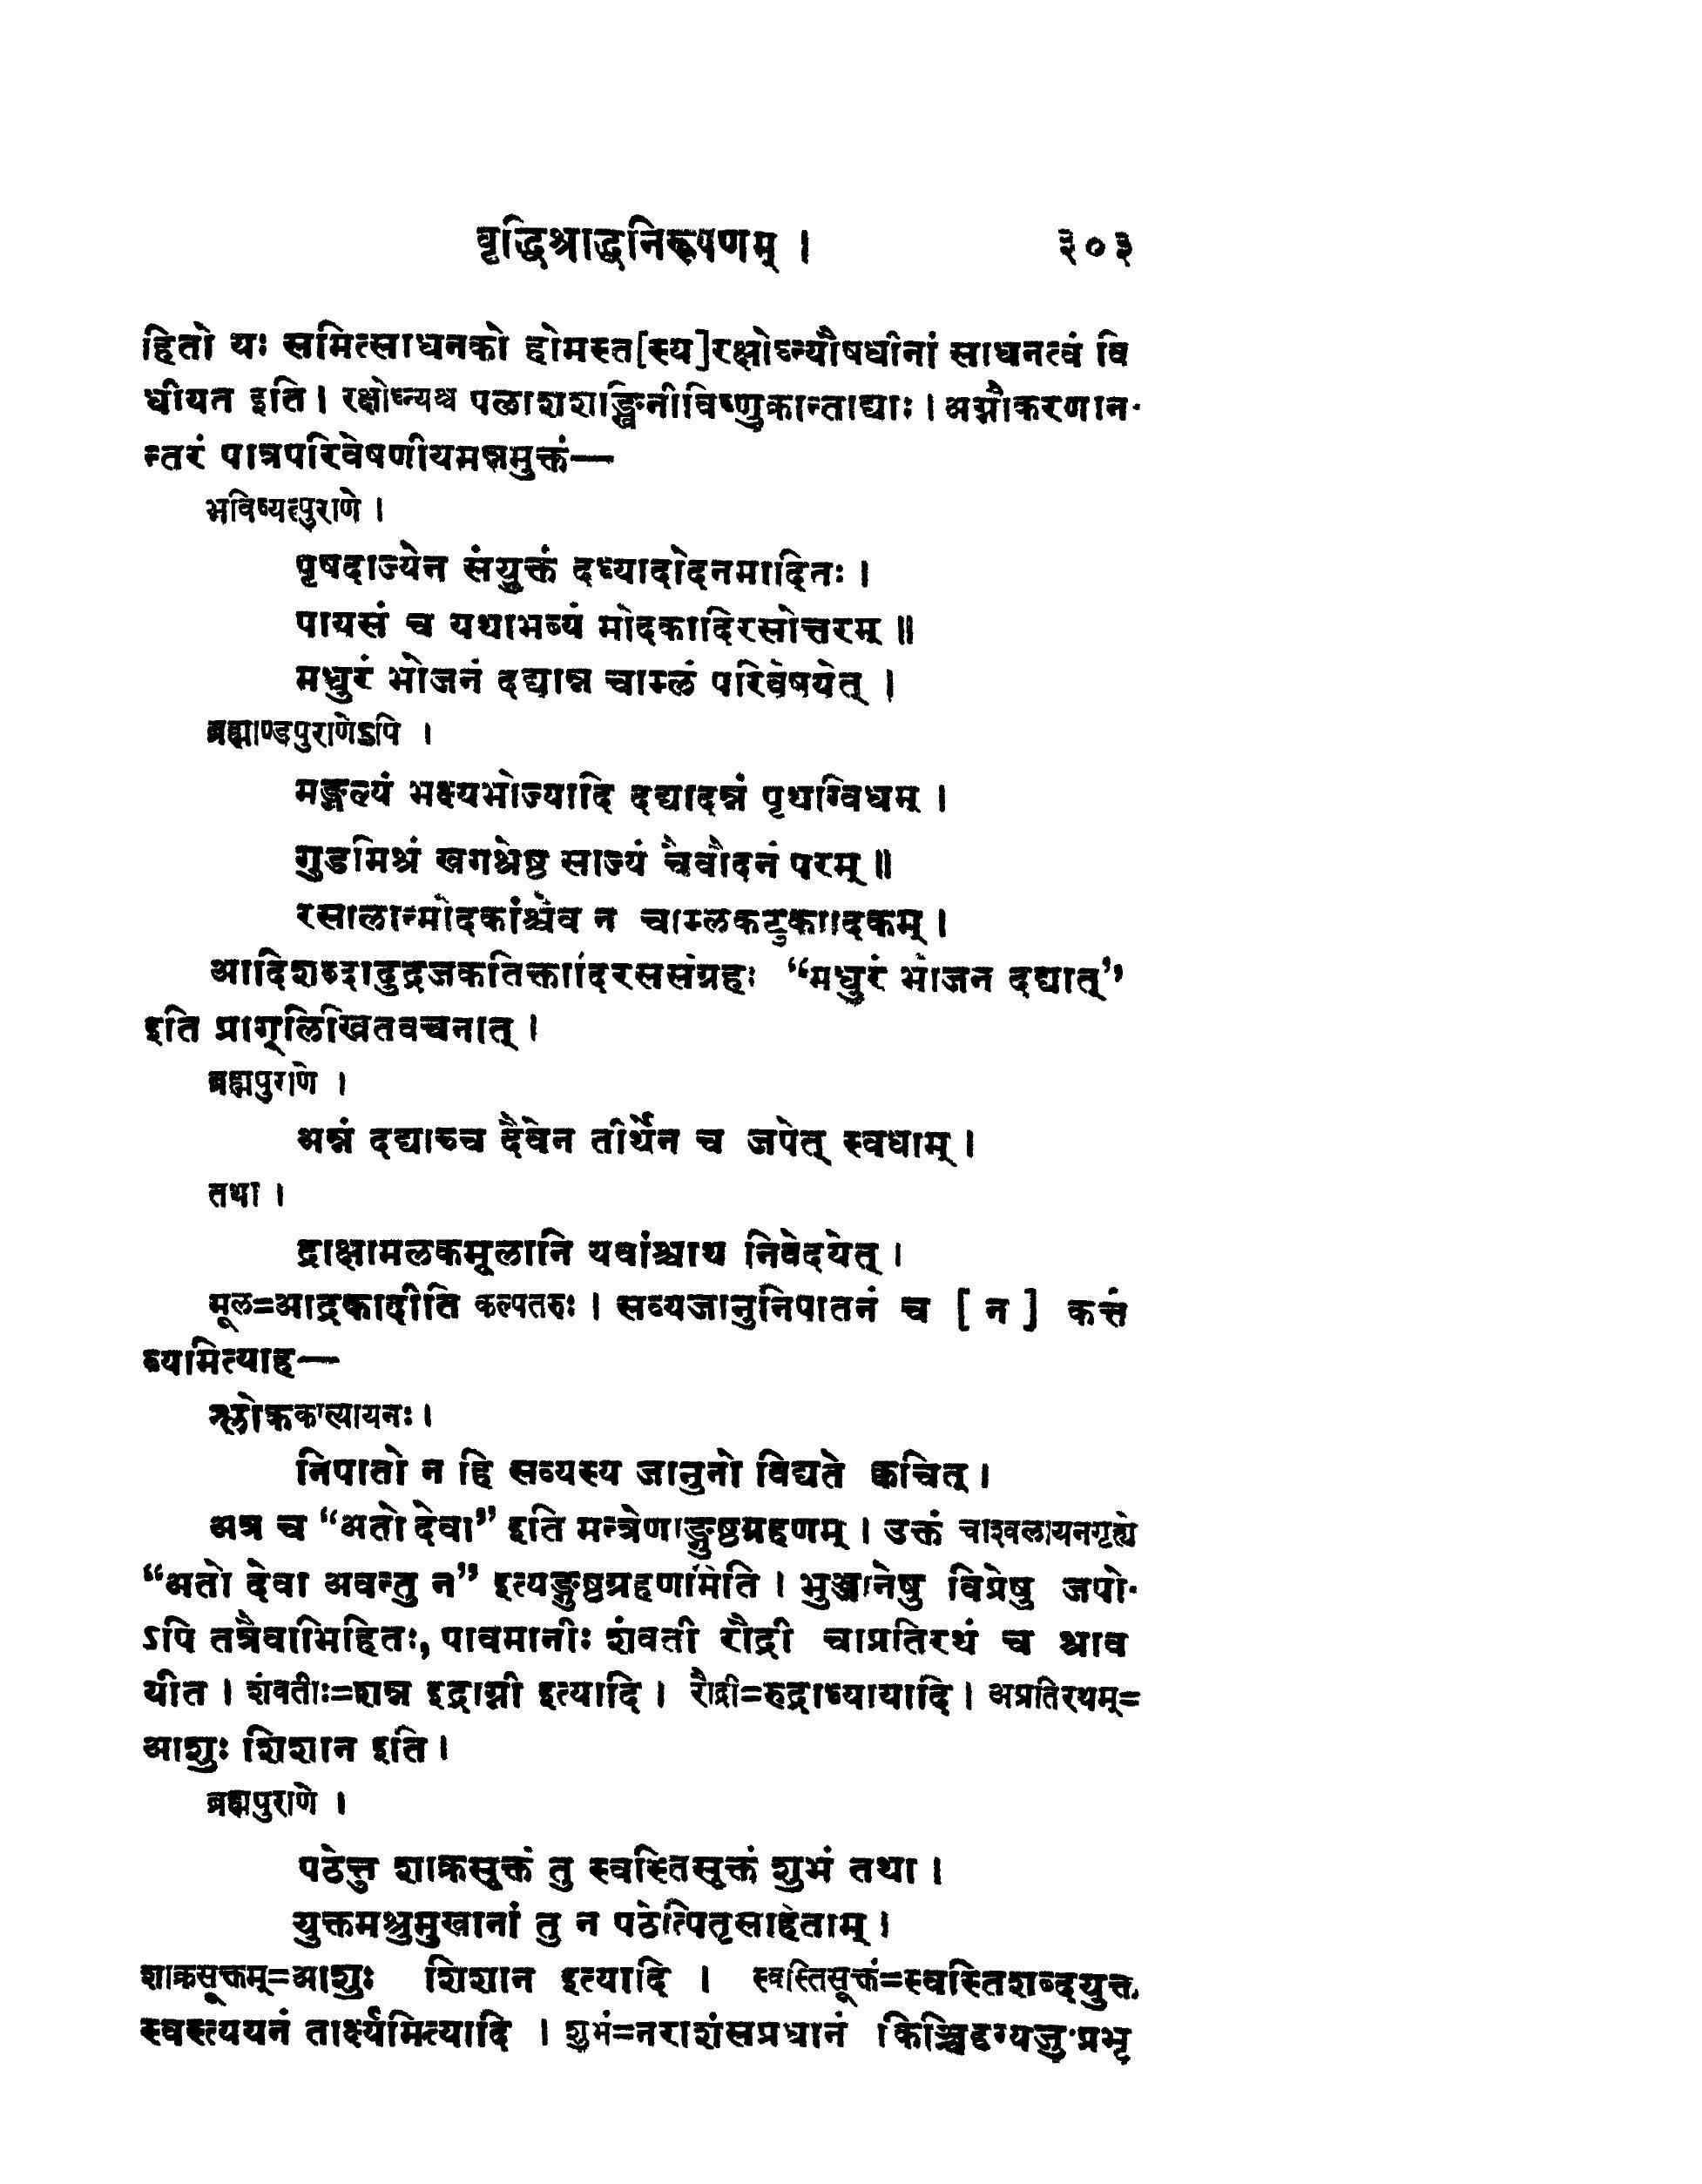 वृद्धिश्राद्धनिरूपणम् । ३०३
हितो यः समित्साधनको होमस्त[स्य]रक्षोघ्न्यौषधीनां साधनत्वं वि
धीयत इति । रक्षोघ्न्यश्च पलाशशाङ्खिनीविष्णुकान्ताद्याः । अग्नौकरणान-
न्तरं पात्रपरिवेषणीयमन्नमुक्तं—
भविष्यत्पुराणे ।
पृषदाज्येन संयुक्तं दध्यादोदनमादितः ।
पायसं च यथाभव्यं मोदकादिरसोत्तरम् ॥
मधुरं भोजनं दद्यान्न चाम्लं परिवेषयेत् ।
ब्रह्माण्डपुराणेऽपि ।
मङ्गल्यं भक्ष्यभोज्यादि दद्यादन्नं पृथग्विधम् ।
गुडमिश्रं खगश्रेष्ठ साज्यं चैवौदनं परम् ॥
रसालान्मोदकांश्चैव न चाम्लकटुकादिकम् ।
आदिशब्दादुद्रजकतिक्तादिरससंग्रहः “मधुरं भोजन दद्यात्”
इति प्राग्लिखितवचनात् ।
ब्रह्मपुराणे ।
अन्नं दद्याच्च दैवेन तीर्थेन च जपेत् स्वधाम् ।
तथा ।
द्राक्षामलकमूलानि यवांश्चाथ निवेदयेत् ।
मूल=आद्रकादीति कल्पतरुः । सव्यजानुनिपातनं च [ न ] कर्त्त
व्यमित्याह—
श्लोककात्यायनः ।
निपातो न हि सव्यस्य जानुनो विद्यते क्वचित् ।
अत्र च “अतो देवा” इति मन्त्रेणाङ्गुष्ठग्रहणम् । उक्तं चाश्वलायनगृह्ये
“अतो देवा अवन्तु न” इत्यङ्गुष्ठग्रहणमिति । भुञ्जानेषु विप्रेषु जपो-
ऽपि तत्रैवाभिहितः, पावमानीः शंवती रौद्री चाप्रतिरथं च श्राव
यीत । शंवतीः=शन्न इद्राग्नी इत्यादि । रौद्री=रुद्राध्यायादि । अप्रतिरथम्=
आशुः शिशान इति ।
ब्रह्मपुराणे ।
पठेत्तु शाक्रसूक्तं तु स्वस्तिसूक्तं शुभं तथा ।
युक्तमश्रुमुखानां तु न पठेत्पितृसंहिताम् ।
शाक्रसूक्तम्=आशुः शिशान इत्यादि । स्वस्तिसूक्तं=स्वस्तिशब्दयुक्त
स्वस्त्ययनं तार्क्ष्यमित्यादि । शुभं=नराशंसप्रधानं किञ्चिदृग्यजुःप्रभृ